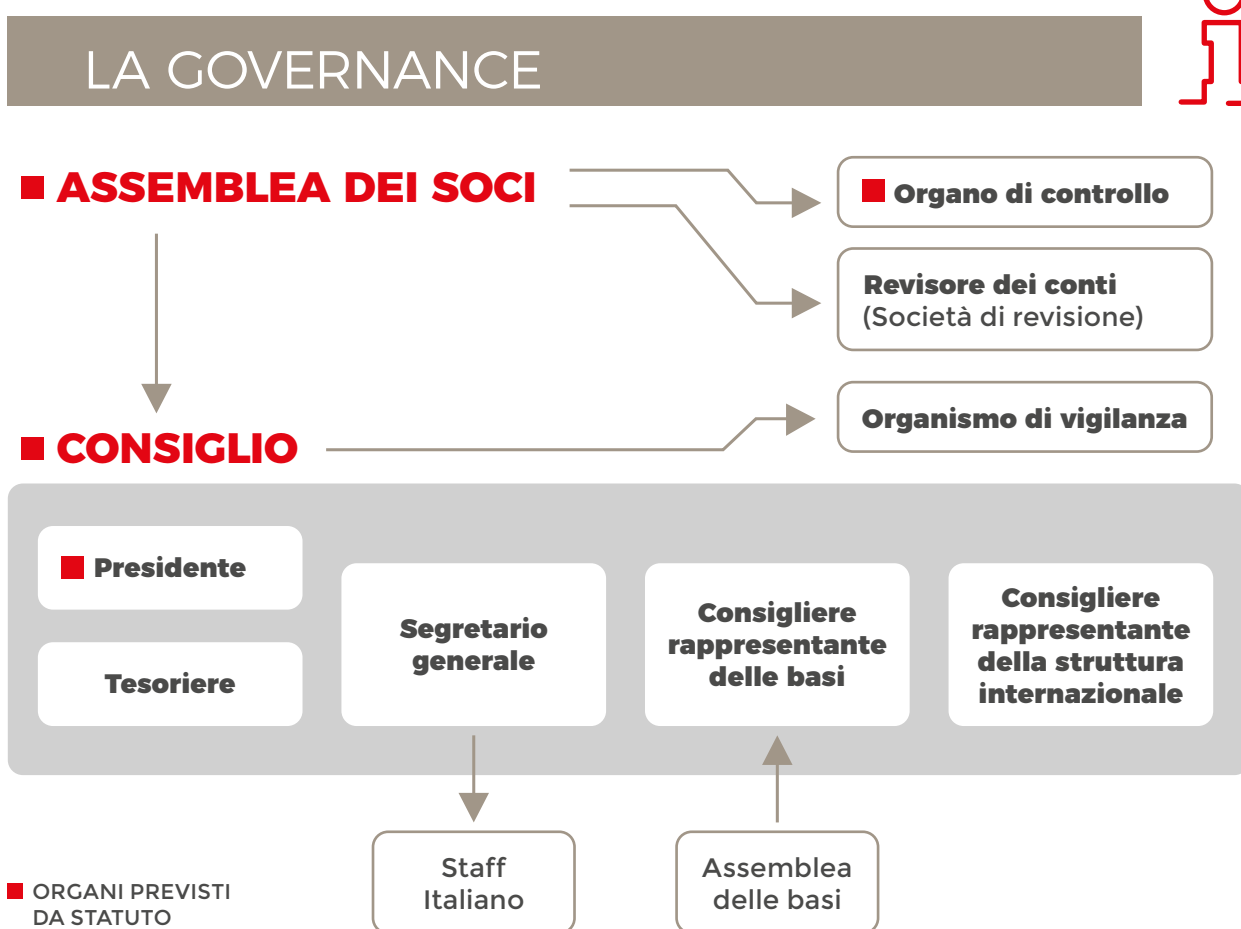 LA GOVERNANCE
ASSEMBLEA DEI SOCI
Organo di controllo
Revisore dei conti
(Società di revisione)
Organismo di vigilanza
CONSIGLIO
Presidente
Tesoriere
Segretario
generale
Consigliere
rappresentante
delle basi
Consigliere
rappresentante
della struttura
internazionale
Staff
Italiano
Assemblea
delle basi
ORGANI PREVISTI
DA STATUTO